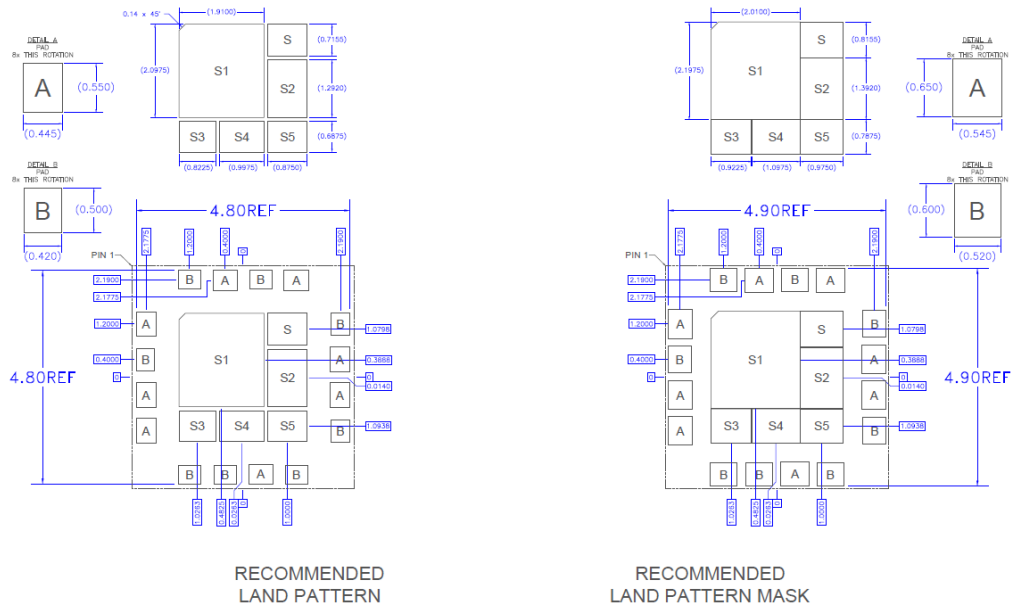 0.14 x 45°
(1.9100)
S
(0.7155)
DETAIL A
PAD
8x THIS ROTATION
A
(0.550)
(0.445)
(2.0975)
S1
S2
(1.2920)
S3
S4
S5
(0.6875)
(0.8225)
(0.9975)
(0.8750)
DETAIL B
PAD
8x THIS ROTATION
B
(0.500)
(0.420)
4.80REF
PIN 1
2.1775
1.2000
0.4000
0
2.1900
2.1900
2.1775
B
A
B
A
1.2000
A
B
S
1.0798
0.4000
B
S1
A
0.3688
0
S2
0
0.0140
4.80REF
A
A
A
S3
S4
S5
B
1.0938
B
B
A
B
1.0263
0.4825
0.0263
0
1.0000
RECOMMENDED
LAND PATTERN
(2.0100)
S
(0.8155)
(2.1975)
S1
S2
(1.3920)
S3
S4
S5
(0.7875)
(0.9225)
(1.0975)
(0.9750)
DETAIL A
PAD
8x THIS ROTATION
A
(0.650)
(0.545)
DETAIL B
PAD
8x THIS ROTATION
B
(0.600)
(0.520)
4.90REF
PIN 1
2.1775
1.2000
0.4000
0
2.1900
2.1900
2.1775
B
A
B
A
1.2000
A
B
S
1.0798
0.4000
B
S1
A
0.3688
0
S2
0
0.0140
4.90REF
A
A
A
S3
S4
S5
B
1.0938
B
B
A
B
1.0263
0.4825
0.0263
0
1.0000
RECOMMENDED
LAND PATTERN MASK